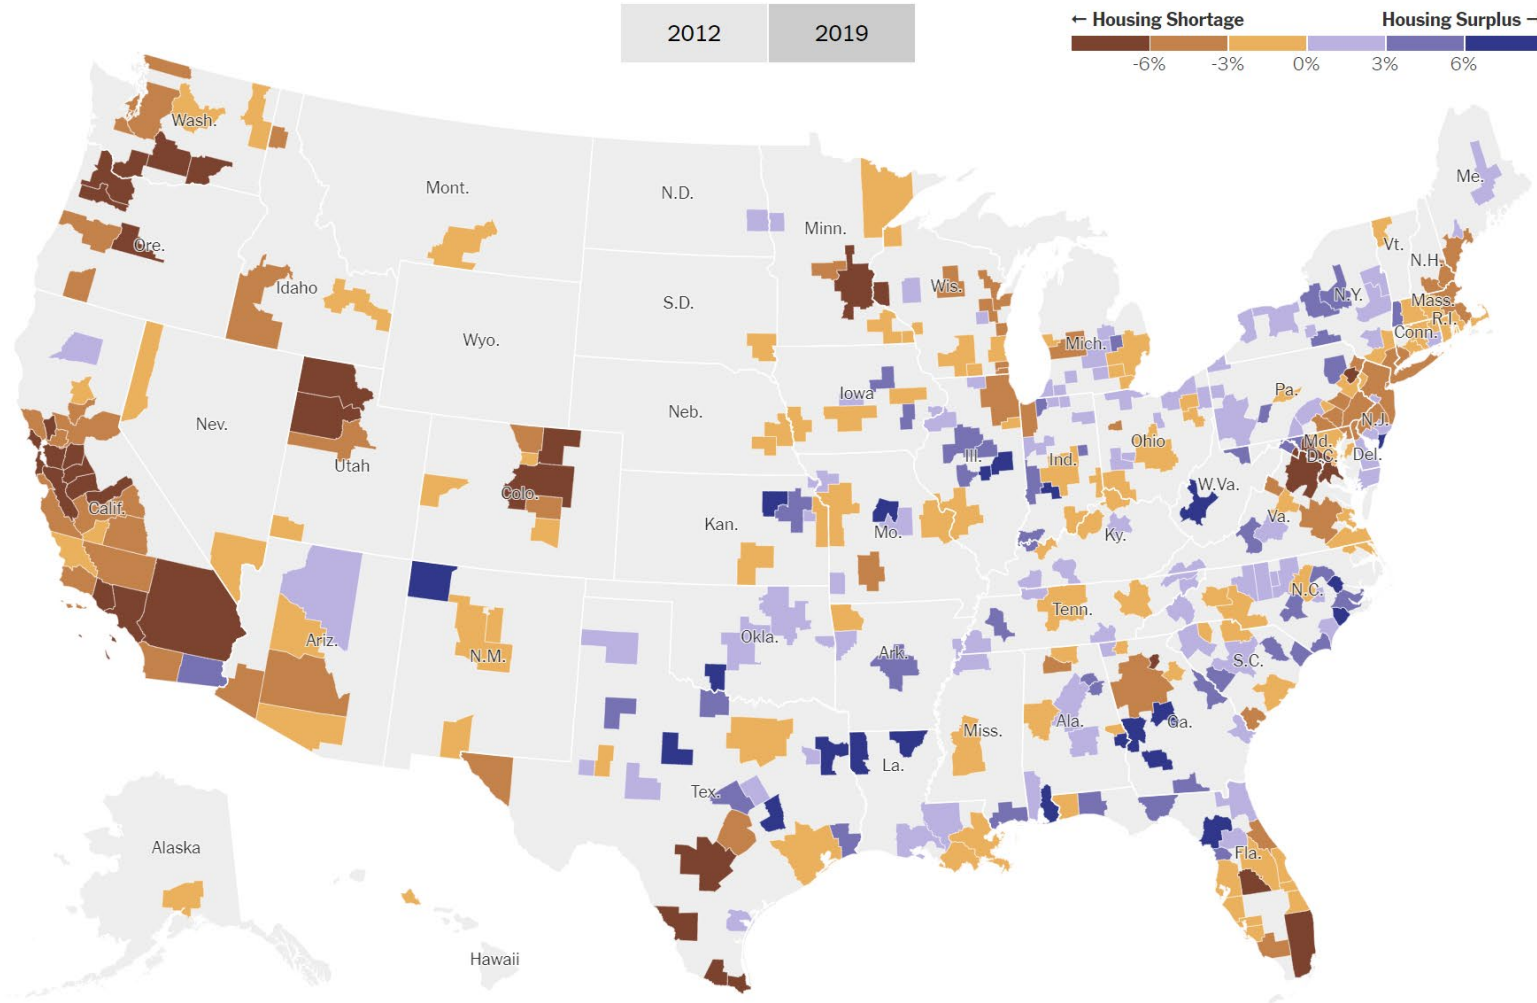 2012
2019
← Housing Shortage
Housing Surplus →
-6%
-3%
0%
3%
6%
Wash.
Mont.
N.D.
Minn.
Me.
Ore.
Idaho
S.D.
Wis.
Vt.
N.H.
N.Y.
Mass.
R.I.
Conn.
Wyo.
Mich.
Iowa
Pa.
Nev.
Neb.
N.J.
Ohio
Md.
D.C.
Del.
Utah
Colo.
Ill.
Ind.
W.Va.
Calif.
Kan.
Mo.
Ky.
Va.
Ariz.
N.M.
Okla.
Tenn.
N.C.
Ark.
S.C.
Miss.
Ala.
Ga.
La.
Tex.
Alaska
Fla.
Hawaii